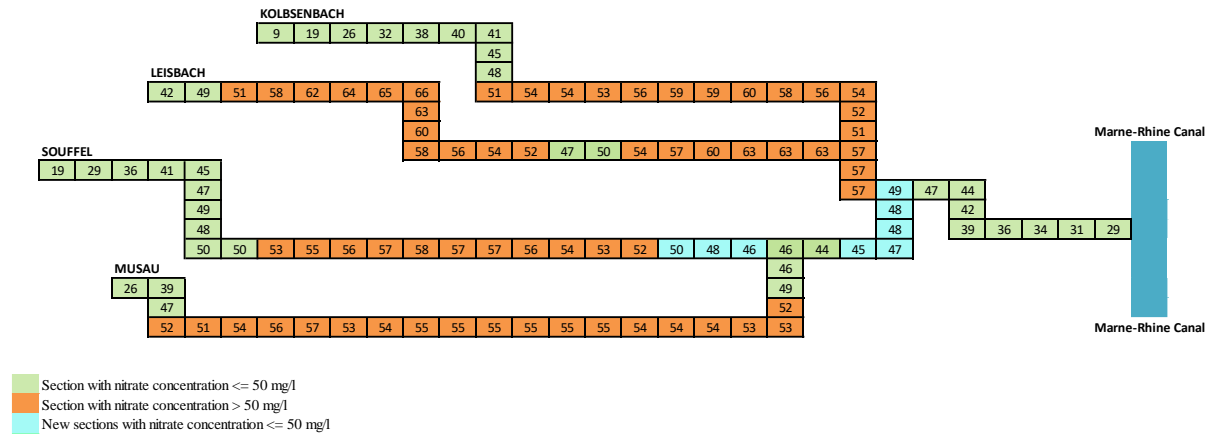 KOLBSENBACH
9 19 26 32 38 40 41
45
48
LEISBACH
42 49 51 58 62 64 65 66
51 54 54 53 56 59 59 60 58 56 54
63
52
60
51
Marne-Rhine Canal
58 56 54 52 47 50 54 57 60 63 63 63 57
SOUFFEL
19 29 36 41 45
57
47
57 49 47 44
49
48 42
48
48 39 36 34 31 29
50 50 53 55 56 57 58 57 57 56 54 53 52 50 48 46 46 44 45 47
MUSAU
46
26 39
49
47
52
52 51 54 56 57 53 54 55 55 55 55 55 55 54 54 54 53 53
Marne-Rhine Canal
Section with nitrate concentration <= 50 mg/l
Section with nitrate concentration > 50 mg/l
New sections with nitrate concentration <= 50 mg/l